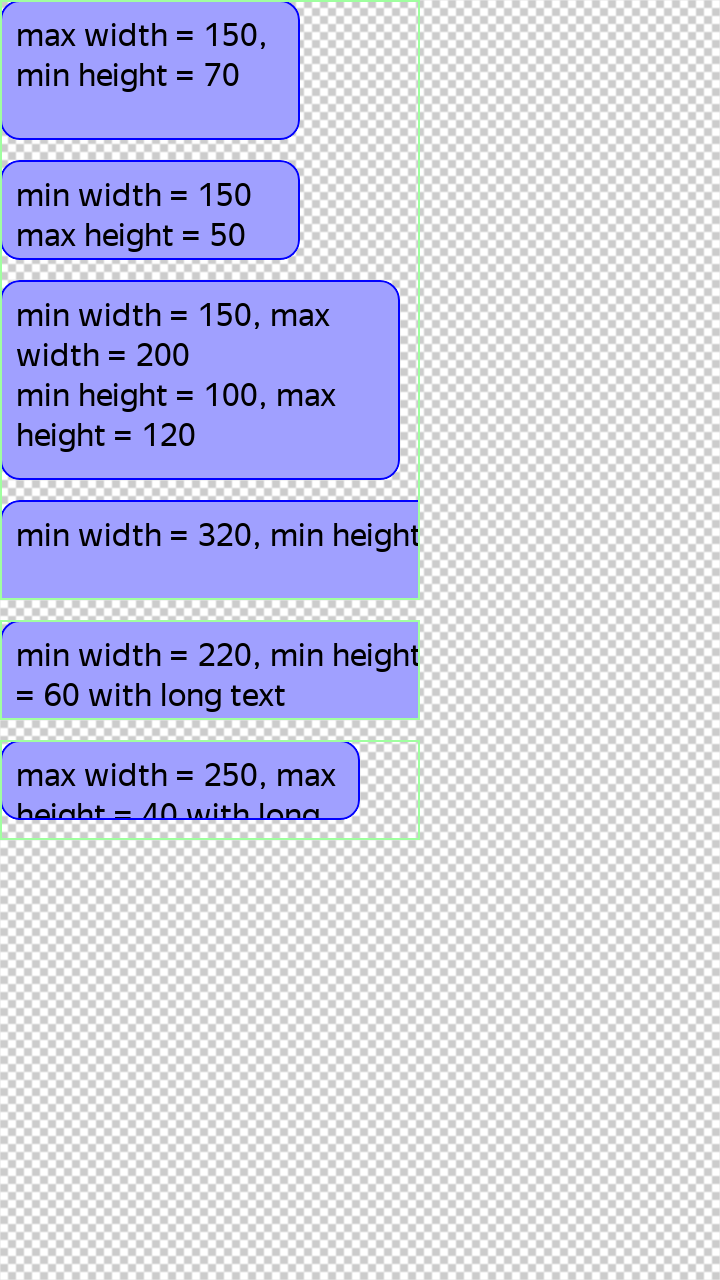 max width = 150,
min height = 70
min width = 150
max height = 50
min width = 150, max
width = 200
min height = 100, max
height = 120
min width = 320, min height
min width = 220, min height
= 60 with long text
max width = 250, max
height = 40 with long